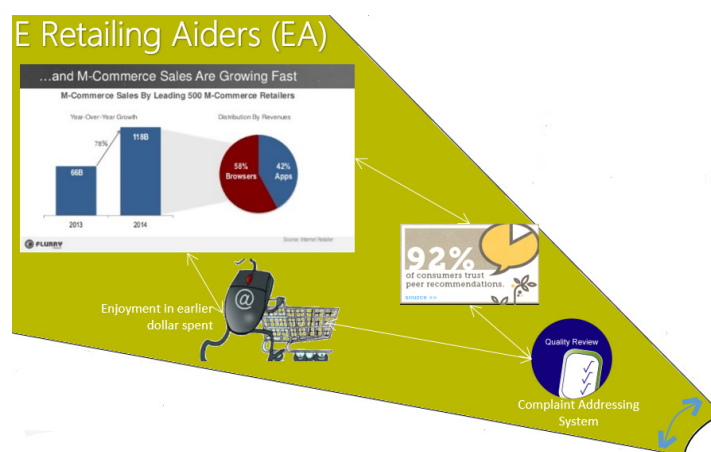 E Retailing Aiders (EA)
...and M-Commerce Sales Are Growing Fast
M-Commerce Sales By Leading 500 M-Commerce Retailers
Year-Over-Year Growth
Distribution By Revenues
78%
118B
66B
58%
Browsers
42%
Apps
2013
2014
FLURRY
Source: Internet Retailer
92%
of consumers trust
peer recommendations.
SOURCE
@
Enjoyment in earlier
dollar spent
Quality Review
Complaint Addressing
System